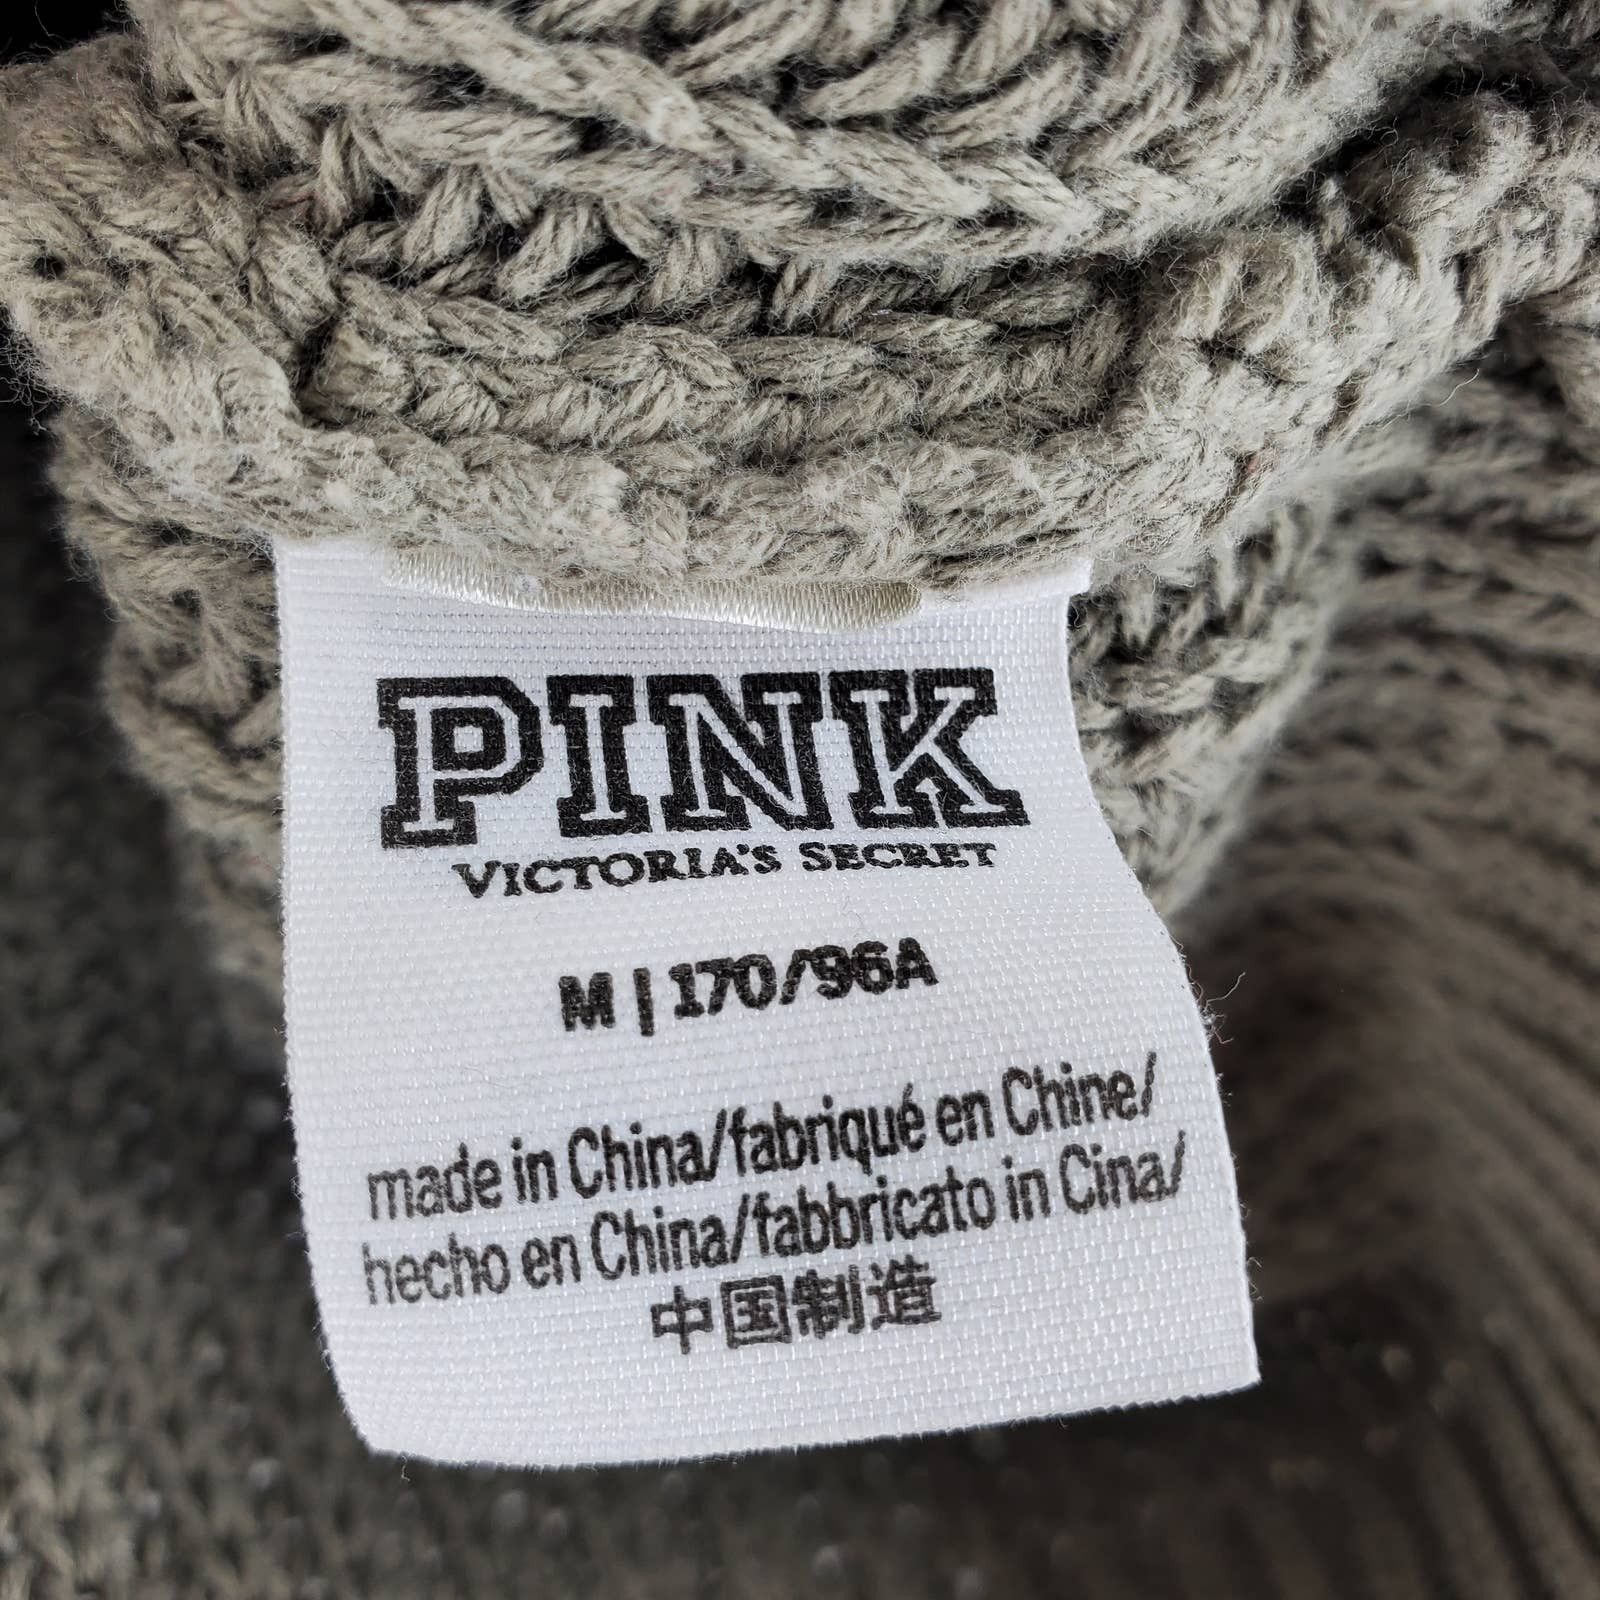 PINK
VICTORIA'S SECRET
M | 170/96A
made in China/fabriqué en Chine/
hecho en China/fabbricato in Cina/
中国制造